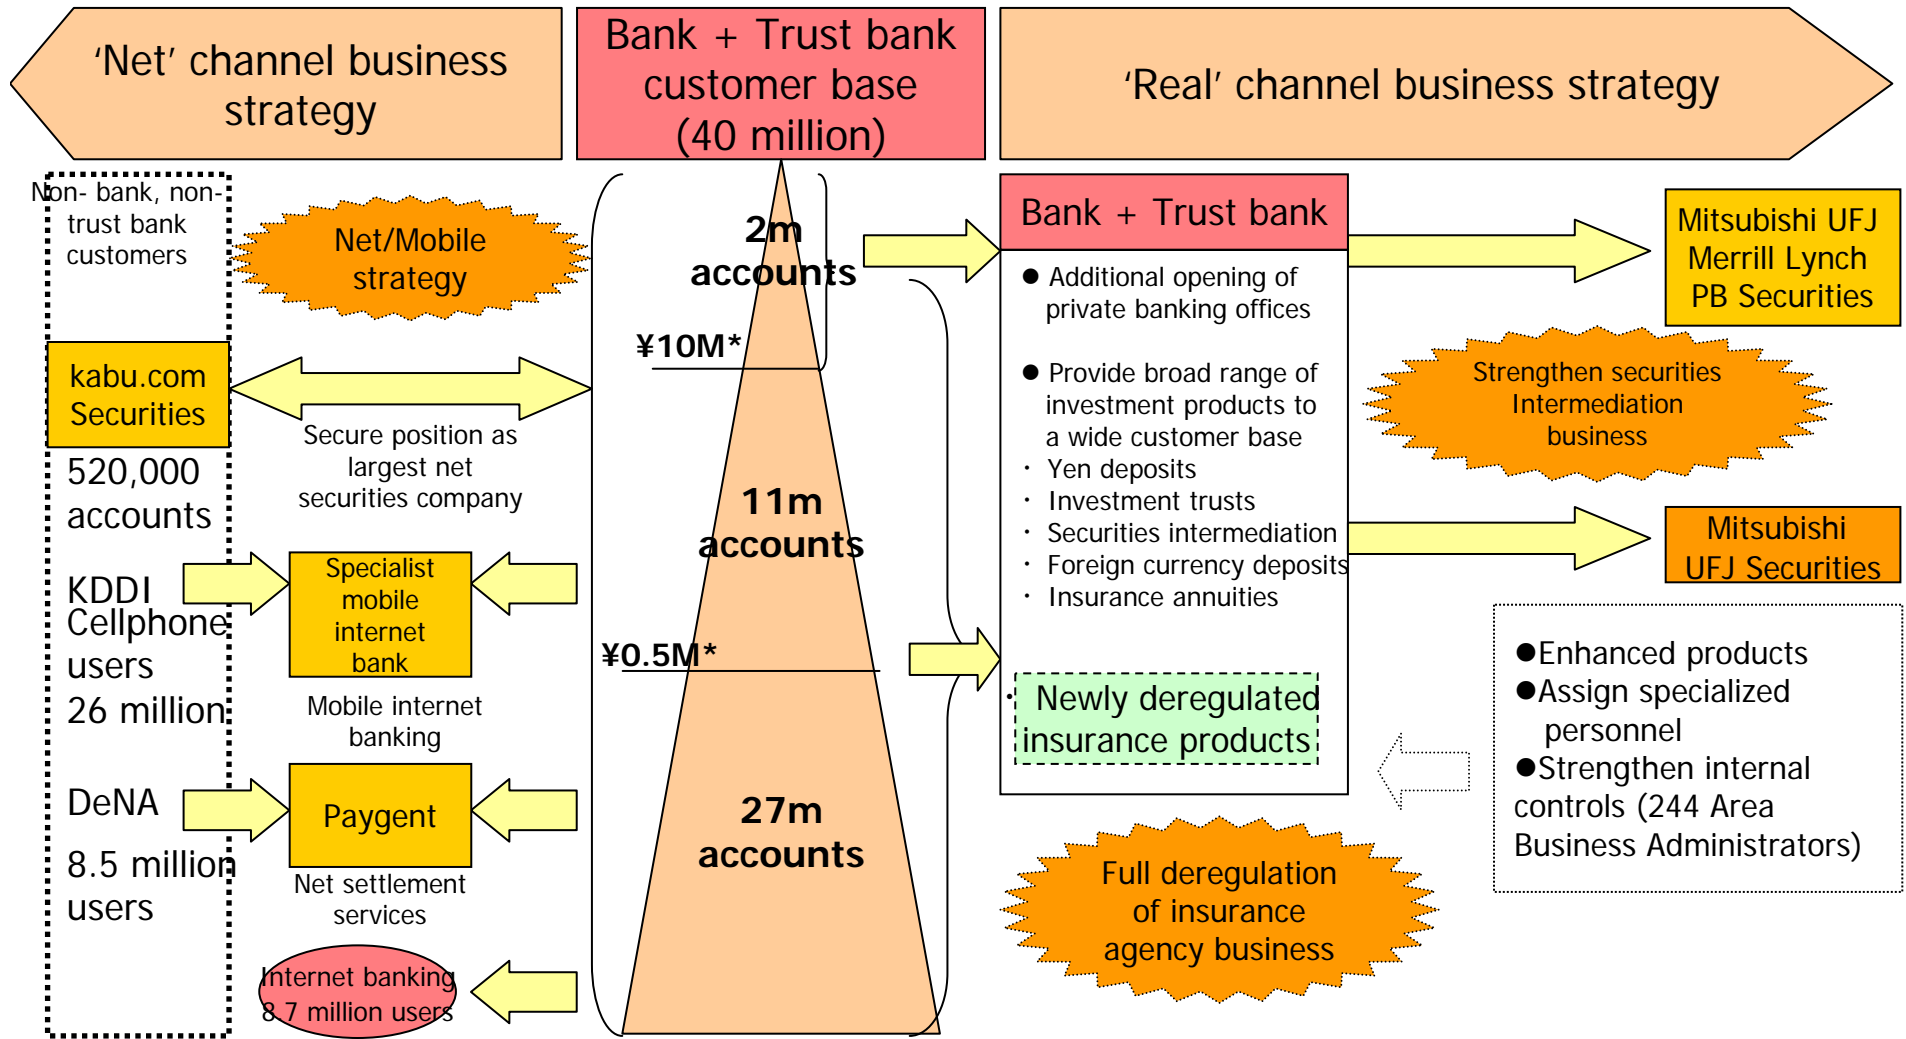 ‘Net’ channel business
strategy
Bank + Trust bank
customer base
(40 million)
‘Real’ channel business strategy
Non- bank, non-
trust bank
customers
Net/Mobile
strategy
kabu.com
Securities
520,000
accounts
Secure position as
largest net
securities company
KDDI
Cellphone
users
26 million
Specialist
mobile
internet
bank
Mobile internet
banking
DeNA
8.5 million
users
Paygent
Net settlement
services
Internet banking
8.7 million users
2m
accounts
¥10M*
11m
accounts
¥0.5M*
27m
accounts
Bank + Trust bank
● Additional opening of
private banking offices
● Provide broad range of
investment products to
a wide customer base
・ Yen deposits
・ Investment trusts
・ Securities intermediation
・ Foreign currency deposits
・ Insurance annuities
・ Newly deregulated
insurance products
Full deregulation
of insurance
agency business
Mitsubishi UFJ
Merrill Lynch
PB Securities
Strengthen securities
Intermediation
business
Mitsubishi
UFJ Securities
●Enhanced products
●Assign specialized
personnel
●Strengthen internal
controls (244 Area
Business Administrators)